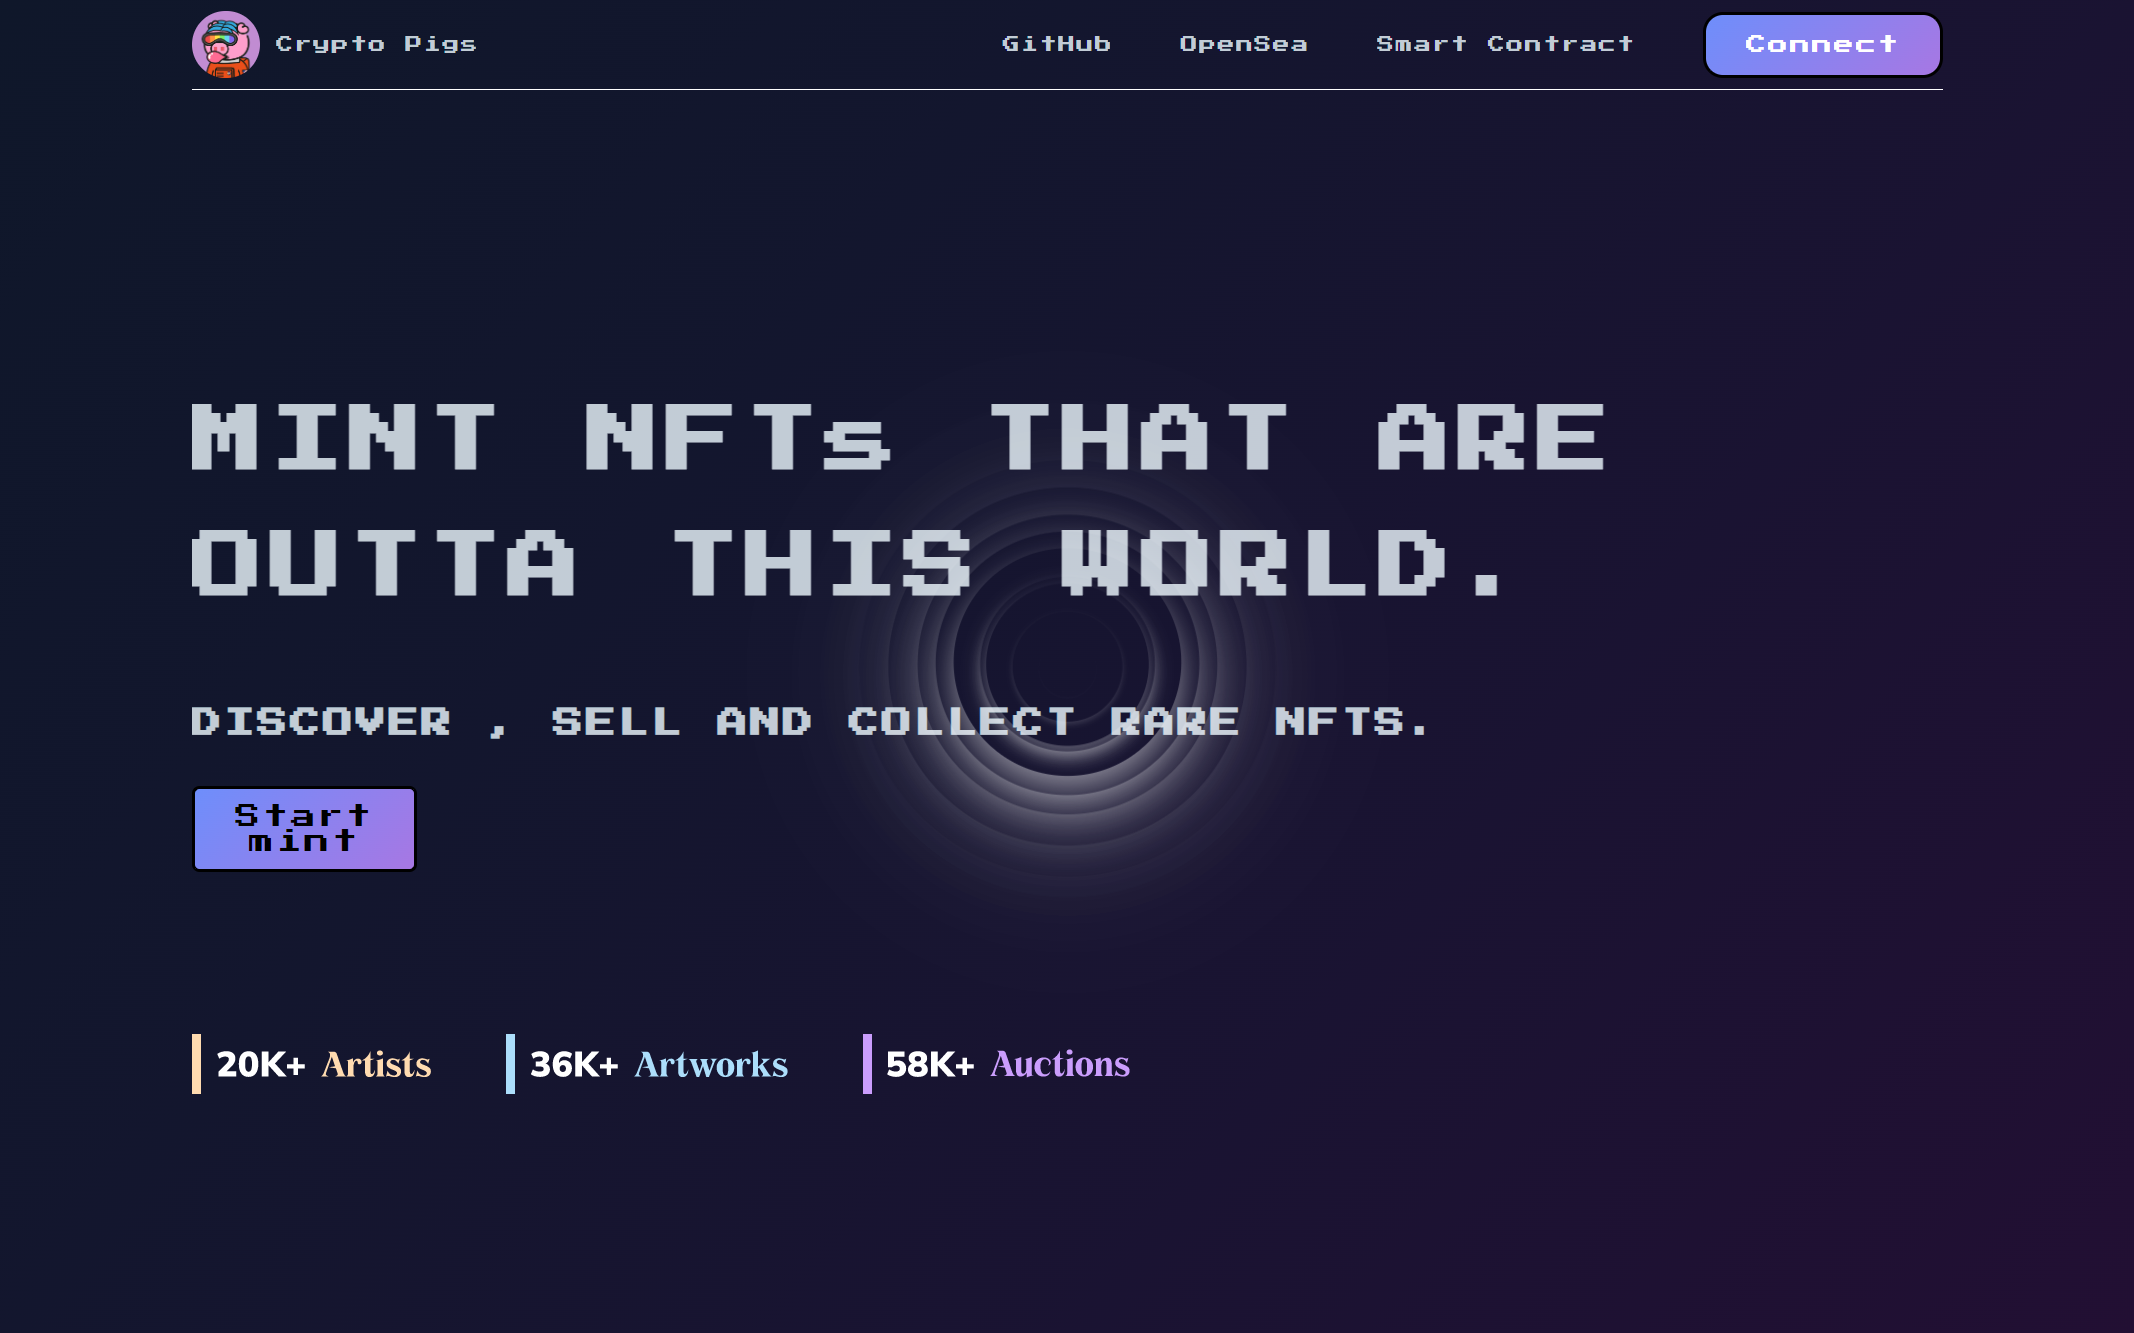 Crypto Pigs
GitHub
OpenSea
Smart Contract
Connect
MINT NFTs THAT ARE
OUTTA THIS WORLD.
DISCOVER , SELL AND COLLECT RARE NFTS.
Start
mint
20K+ Artists
36K+ Artworks
58K+ Auctions